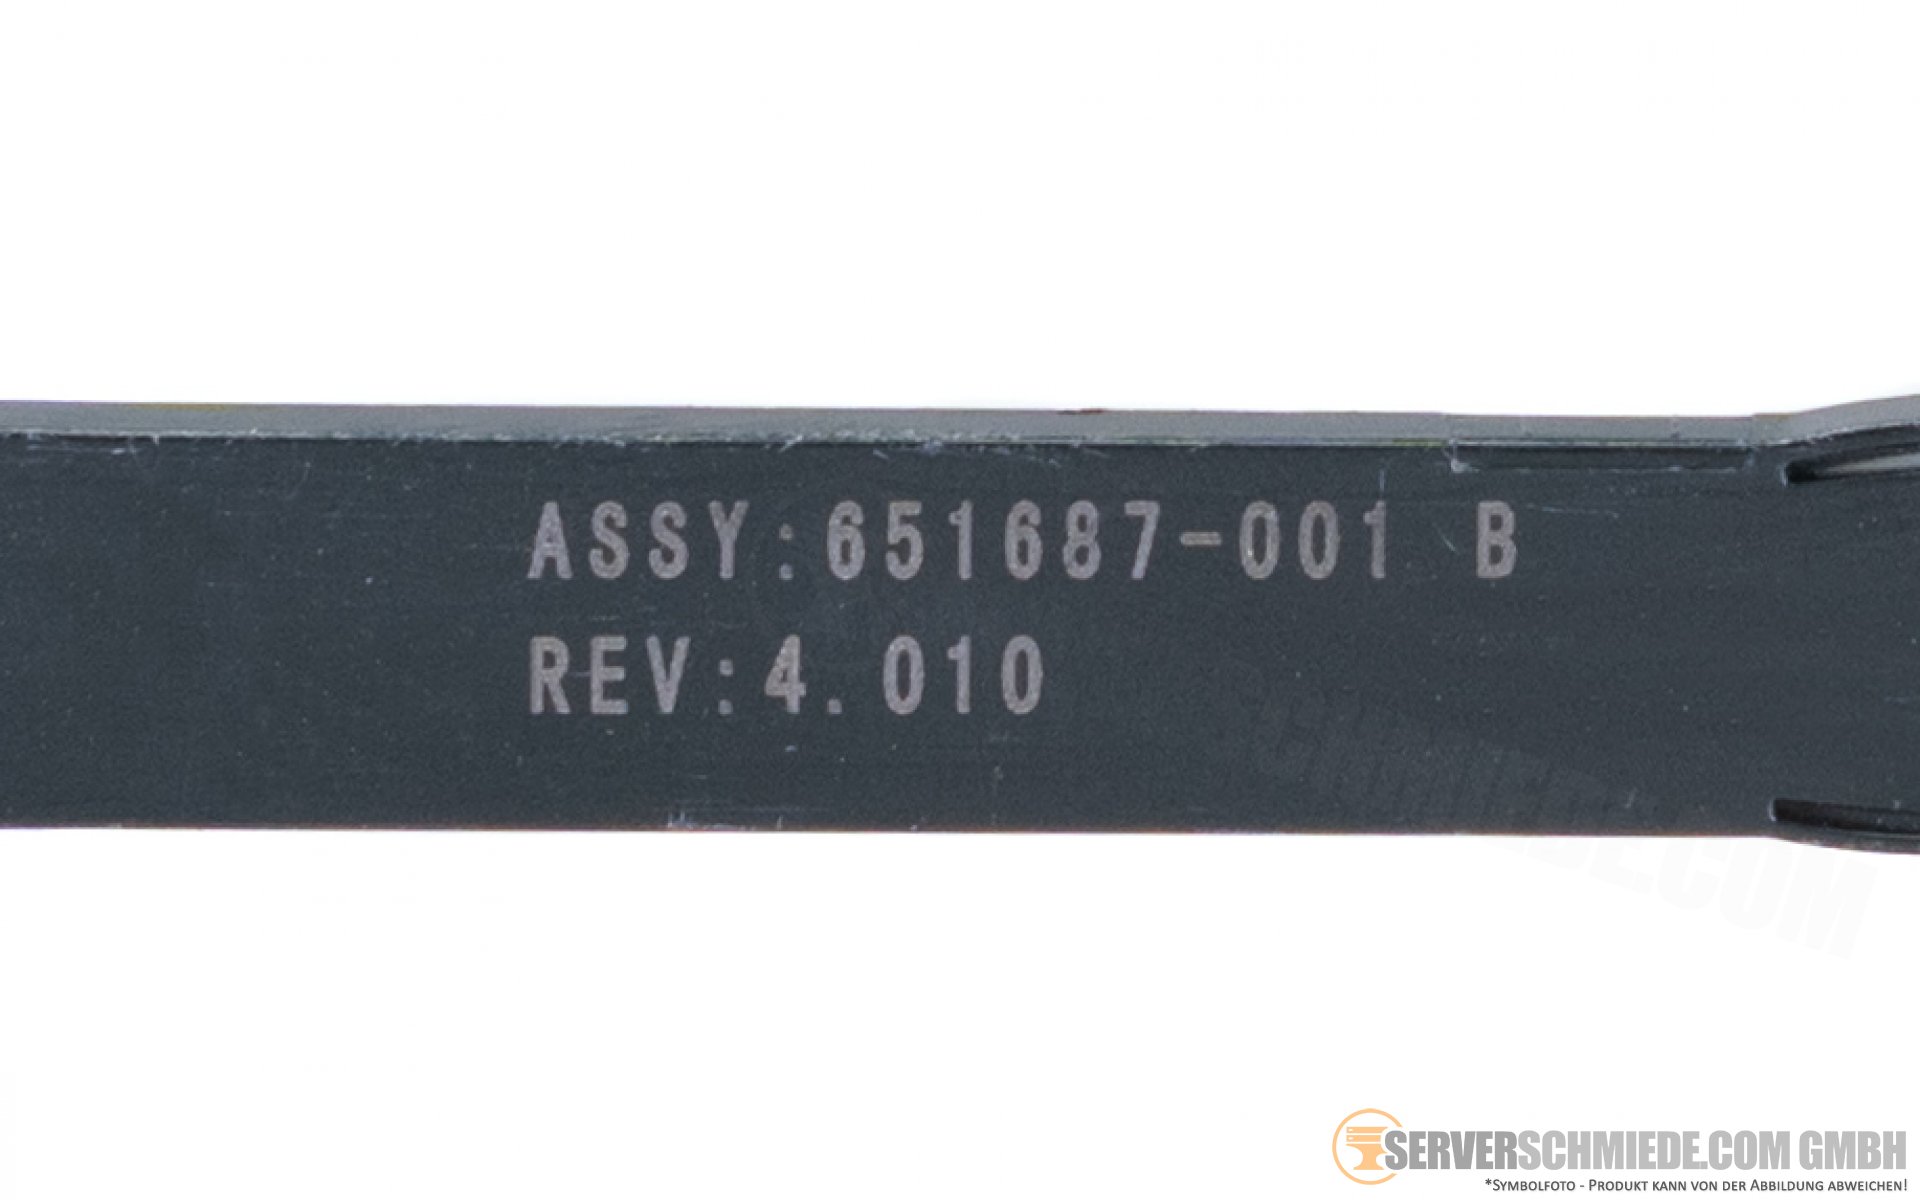 ASSY:651687-001 B
REV:4.010
SERVERSCHMIEDE.COM GMBH
*SYMBOLFOTO - PRODUKT KANN VON DER ABBILDUNG ABWEICHEN!